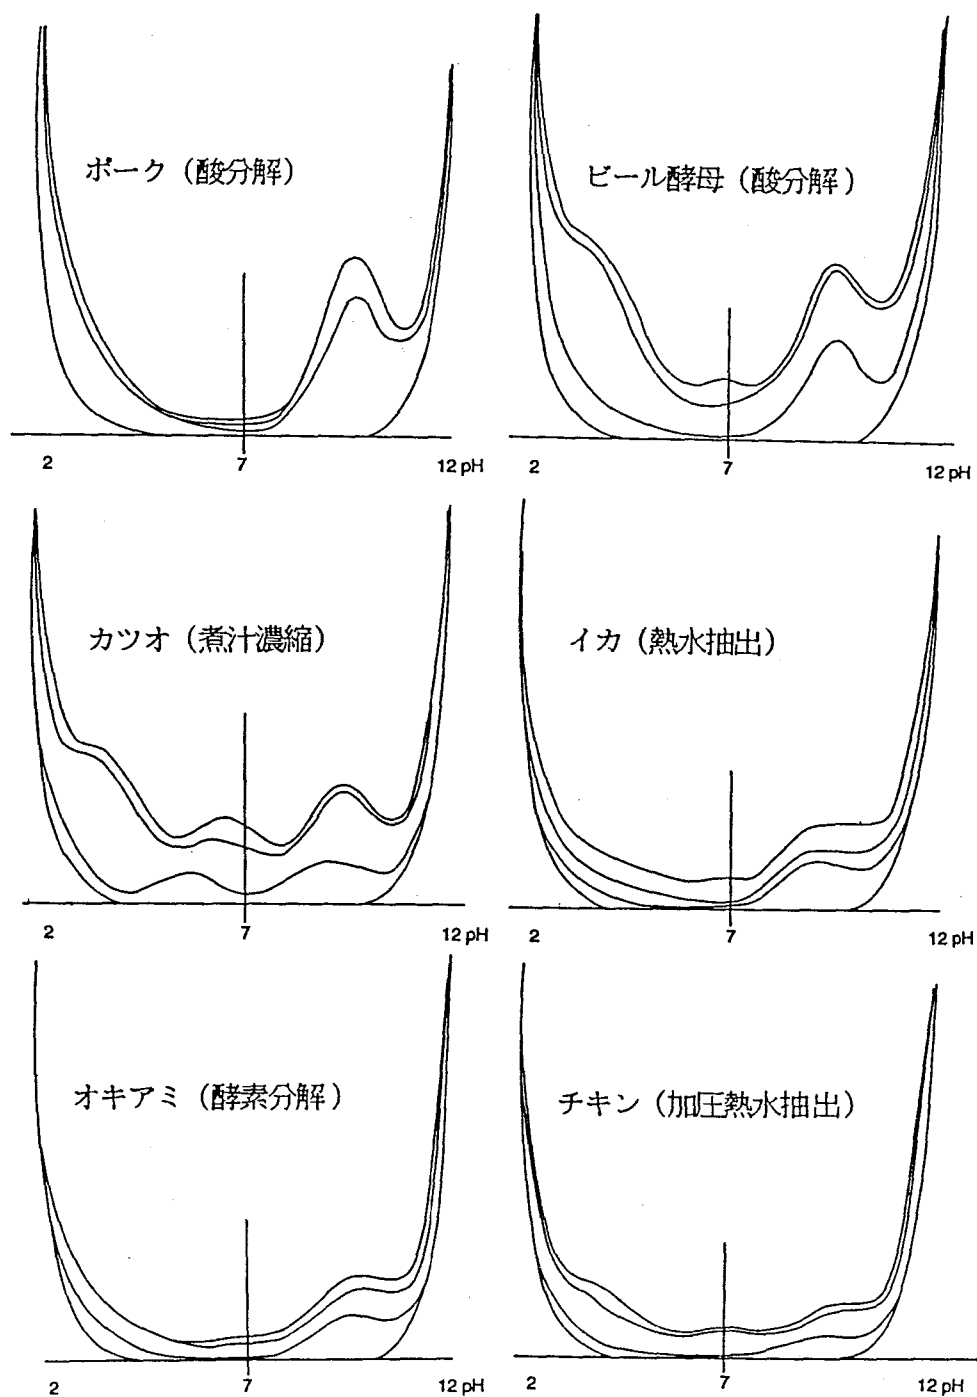 ポーク（酸分解）
2 7 12 pH
ビール酵母（酸分解）
2 7 12 pH
カツオ（煮汁濃縮）
2 7 12 pH
イカ（熱水抽出）
2 7 12 pH
オキアミ（酵素分解）
2 7 12 pH
チキン（加圧熱水抽出）
2 7 12 pH